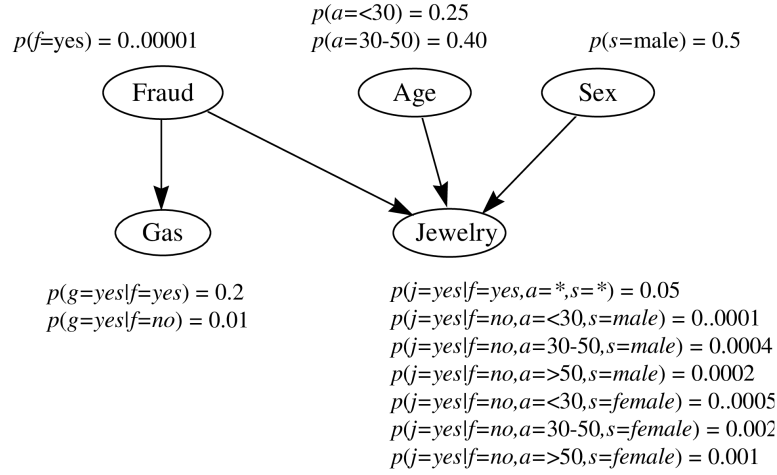 p(a=<30) = 0.25
p(f=yes) = 0..00001
p(a=30-50) = 0.40
p(s=male) = 0.5
Fraud
Age
Sex
Gas
Jewelry
p(g=yes|f=yes) = 0.2
p(g=yes|f=no) = 0.01
p(j=yes|f=yes,a=*,s=*) = 0.05
p(j=yes|f=no,a=<30,s=male) = 0..0001
p(j=yes|f=no,a=30-50,s=male) = 0.0004
p(j=yes|f=no,a=>50,s=male) = 0.0002
p(j=yes|f=no,a=<30,s=female) = 0..0005
p(j=yes|f=no,a=30-50,s=female) = 0.002
p(j=yes|f=no,a=>50,s=female) = 0.001